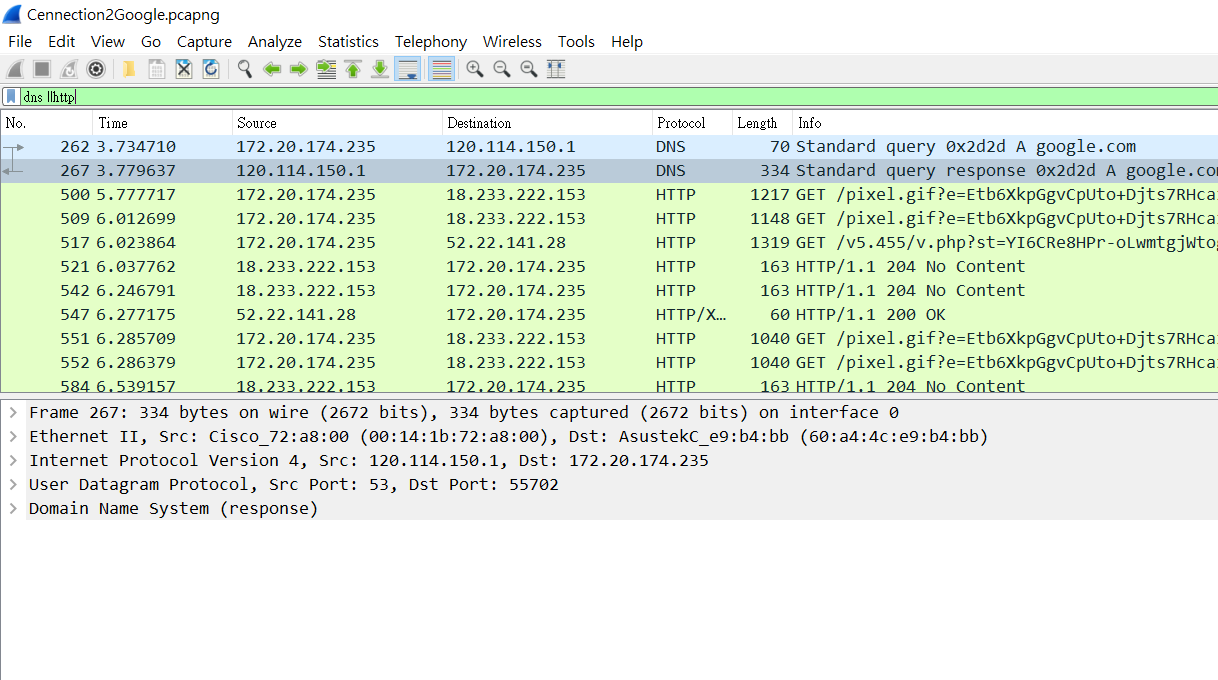 Cennection2Google.pcapng
File Edit View Go Capture Analyze Statistics Telephony Wireless Tools Help
dns ||http
No. Time Source Destination Protocol Length Info
262 3.734710 172.20.174.235 120.114.150.1 DNS 70 Standard query 0x2d2d A google.com
267 3.779637 120.114.150.1 172.20.174.235 DNS 334 Standard query response 0x2d2d A google.com
500 5.777717 172.20.174.235 18.233.222.153 HTTP 1217 GET /pixel.gif?e=Etb6XkpGgvCpUto+Djts7RHca
509 6.012699 172.20.174.235 18.233.222.153 HTTP 1148 GET /pixel.gif?e=Etb6XkpGgvCpUto+Djts7RHca
517 6.023864 172.20.174.235 52.22.141.28 HTTP 1319 GET /v5.455/v.php?st=YI6CRe8HPr-oLwmtgjWtog
521 6.037762 18.233.222.153 172.20.174.235 HTTP 163 HTTP/1.1 204 No Content
542 6.246791 18.233.222.153 172.20.174.235 HTTP 163 HTTP/1.1 204 No Content
547 6.277175 52.22.141.28 172.20.174.235 HTTP/X… 60 HTTP/1.1 200 OK
551 6.285709 172.20.174.235 18.233.222.153 HTTP 1040 GET /pixel.gif?e=Etb6XkpGgvCpUto+Djts7RHca
552 6.286379 172.20.174.235 18.233.222.153 HTTP 1040 GET /pixel.gif?e=Etb6XkpGgvCpUto+Djts7RHca
584 6.539157 18.233.222.153 172.20.174.235 HTTP 163 HTTP/1.1 204 No Content
Frame 267: 334 bytes on wire (2672 bits), 334 bytes captured (2672 bits) on interface 0
Ethernet II, Src: Cisco_72:a8:00 (00:14:1b:72:a8:00), Dst: AsustekC_e9:b4:bb (60:a4:4c:e9:b4:bb)
Internet Protocol Version 4, Src: 120.114.150.1, Dst: 172.20.174.235
User Datagram Protocol, Src Port: 53, Dst Port: 55702
Domain Name System (response)